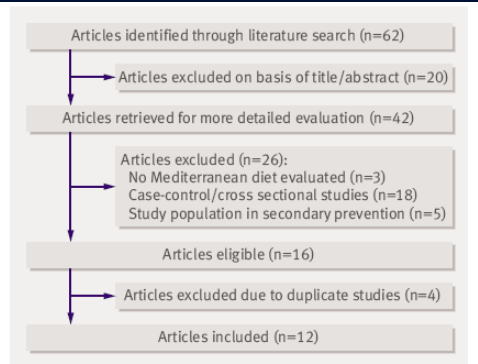 Articles identified through literature search (n=62)
Articles excluded on basis of title/abstract (n=20)
Articles retrieved for more detailed evaluation (n=42)
Articles excluded (n=26):
No Mediterranean diet evaluated (n=3)
Case-control/cross sectional studies (n=18)
Study population in secondary prevention (n=5)
Articles eligible (n=16)
Articles excluded due to duplicate studies (n=4)
Articles included (n=12)